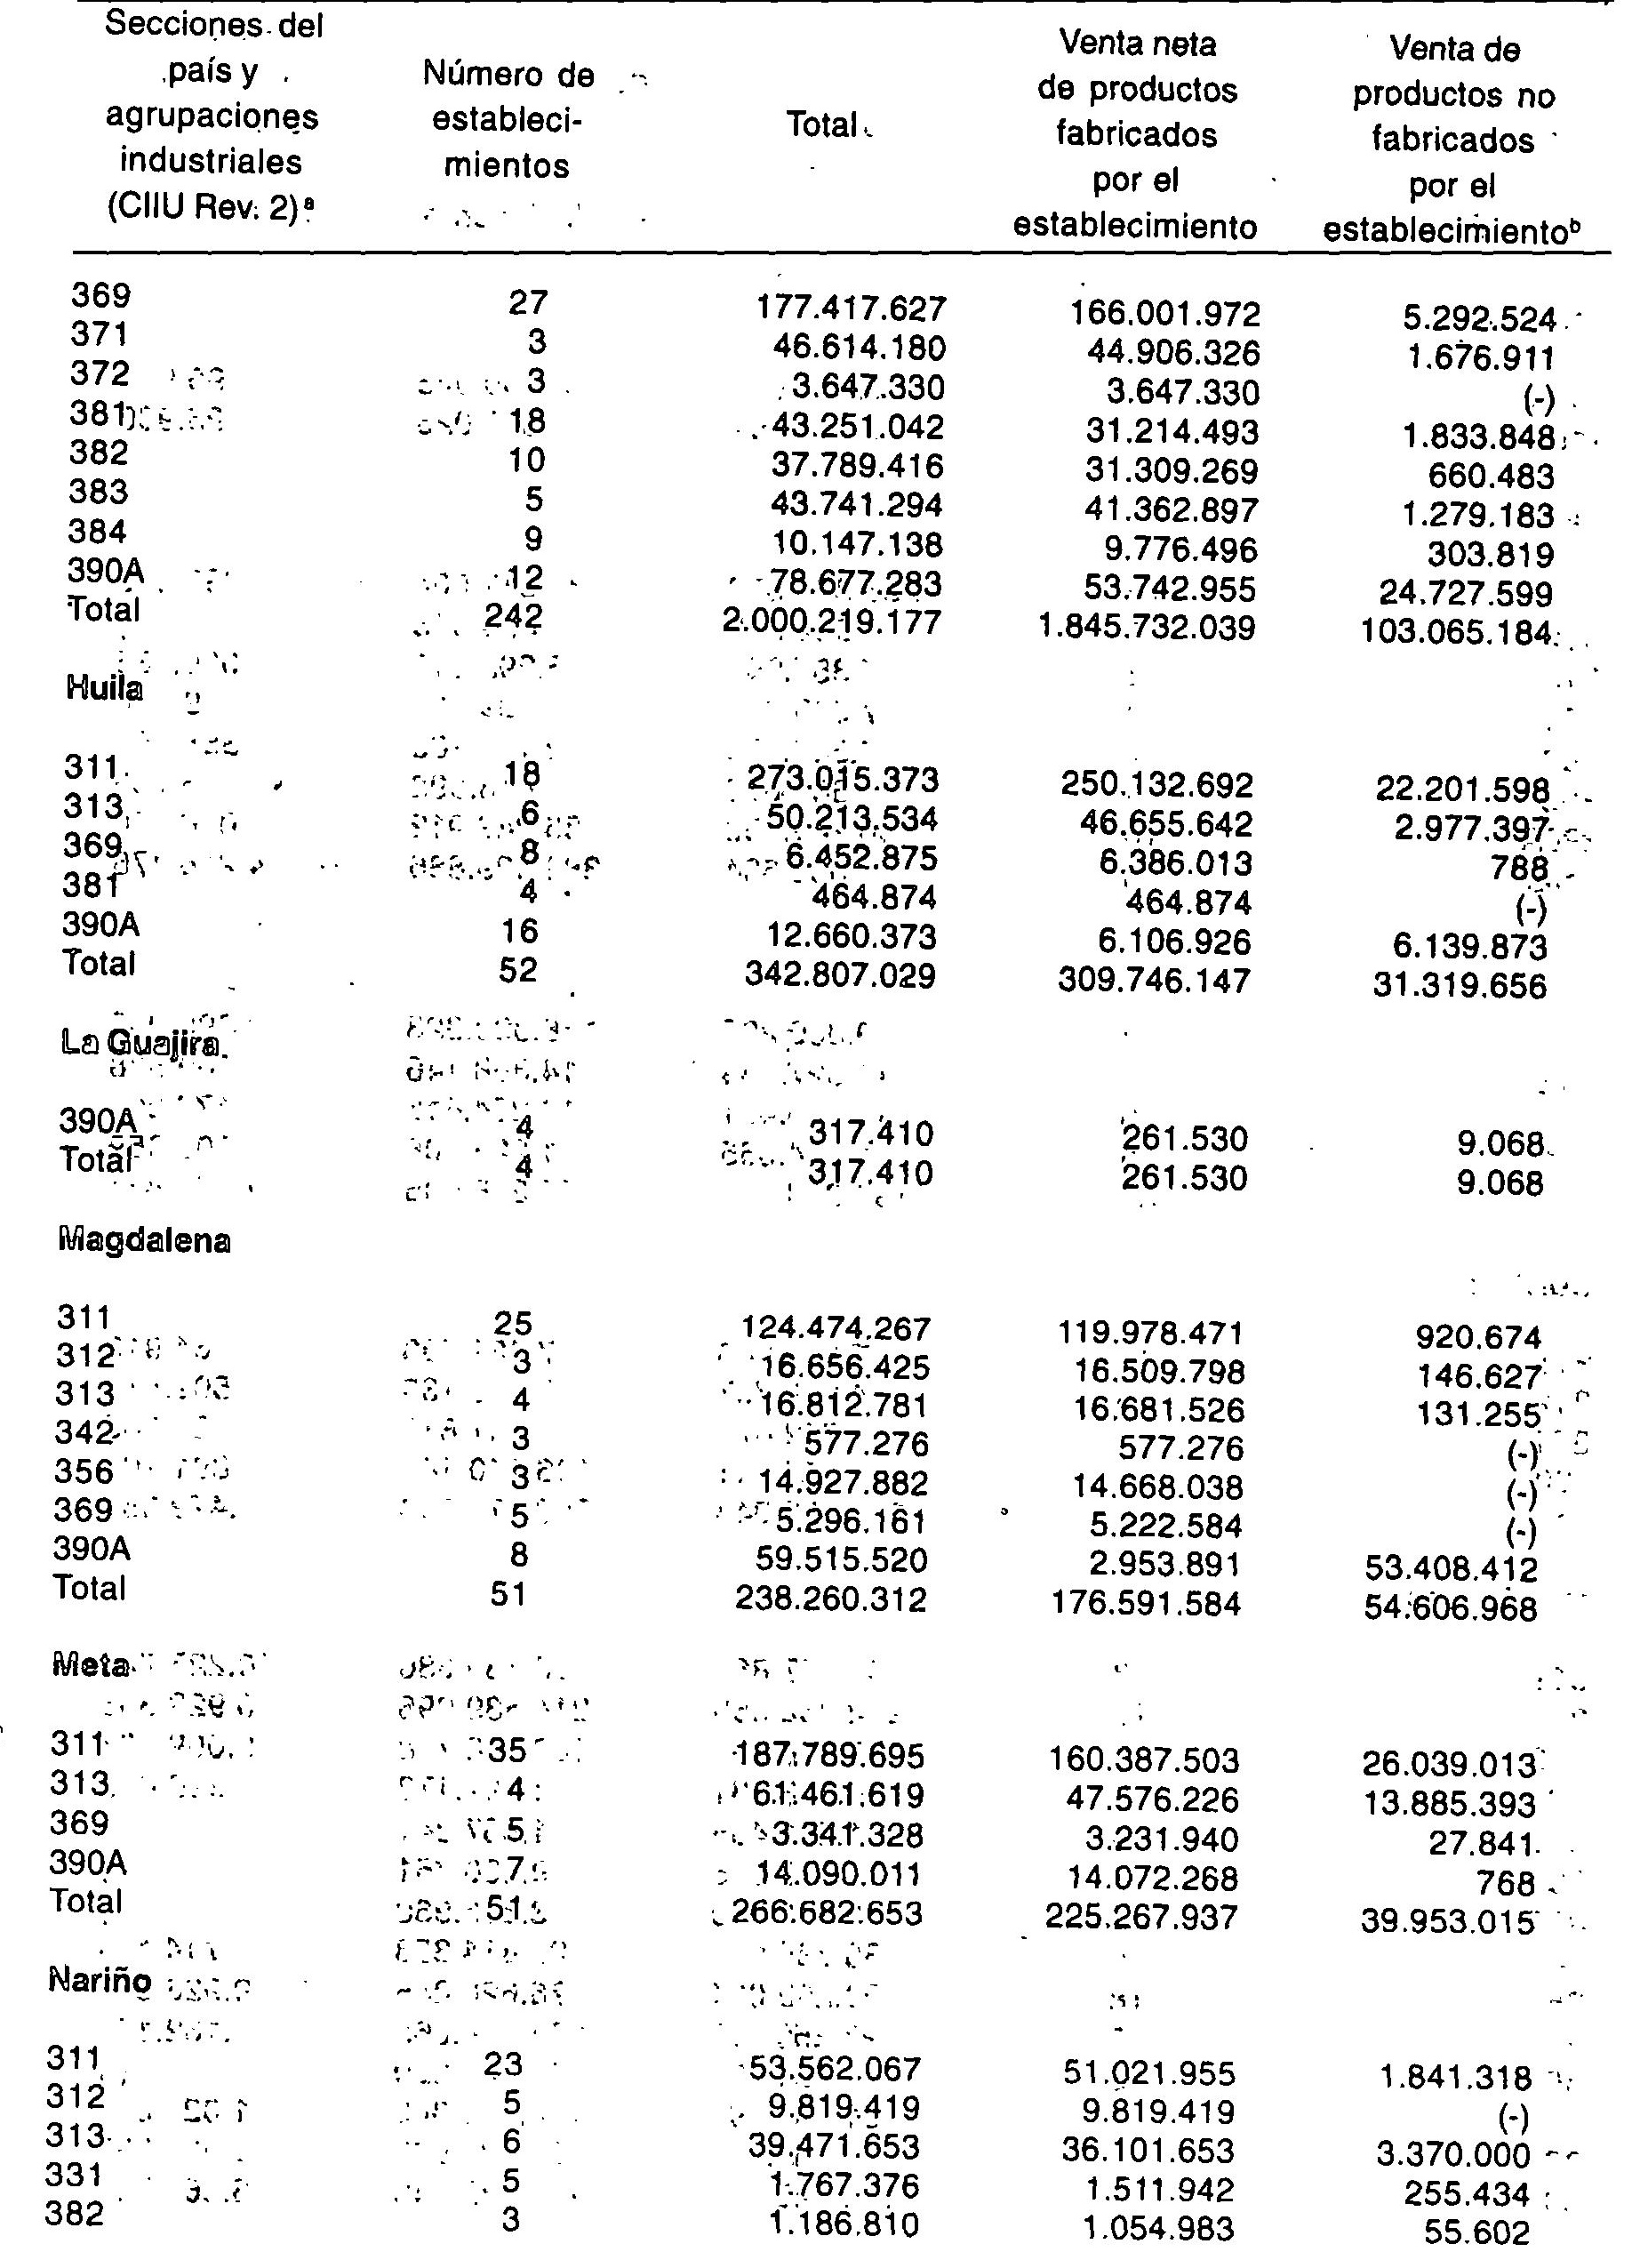 Secciones del país y agrupaciones industriales (CIIU Rev. 2)ª Número de estableci-mientos Total Venta neta de productos fabricados por el establecimiento Venta de productos no fabricados por el establecimientoᵇ
369 27 177.417.627 166.001.972 5.292.524
371 3 46.614.180 44.906.326 1.676.911
372 3 3.647.330 3.647.330 (-)
381 18 43.251.042 31.214.493 1.833.848
382 10 37.789.416 31.309.269 660.483
383 5 43.741.294 41.362.897 1.279.183
384 9 10.147.138 9.776.496 303.819
390A 12 78.677.283 53.742.955 24.727.599
Total 242 2.000.219.177 1.845.732.039 103.065.184
Huila
311 18 273.015.373 250.132.692 22.201.598
313 6 50.213.534 46.655.642 2.977.397
369 8 6.452.875 6.386.013 788
381 4 464.874 464.874 (-)
390A 16 12.660.373 6.106.926 6.139.873
Total 52 342.807.029 309.746.147 31.319.656
La Guajira
390A 4 317.410 261.530 9.068
Total 4 317.410 261.530 9.068
Magdalena
311 25 124.474.267 119.978.471 920.674
312 3 16.656.425 16.509.798 146.627
313 4 16.812.781 16.681.526 131.255
342 3 577.276 577.276 (-)
356 3 14.927.882 14.668.038 (-)
369 5 5.296.161 5.222.584 (-)
390A 8 59.515.520 2.953.891 53.408.412
Total 51 238.260.312 176.591.584 54.606.968
Meta
311 35 187.789.695 160.387.503 26.039.013
313 4 61.461.619 47.576.226 13.885.393
369 5 3.341.328 3.231.940 27.841
390A 7 14.090.011 14.072.268 768
Total 51 266.682.653 225.267.937 39.953.015
Nariño
311 23 53.562.067 51.021.955 1.841.318
312 5 9.819.419 9.819.419 (-)
313 6 39.471.653 36.101.653 3.370.000
331 5 1.767.376 1.511.942 255.434
382 3 1.186.810 1.054.983 55.602